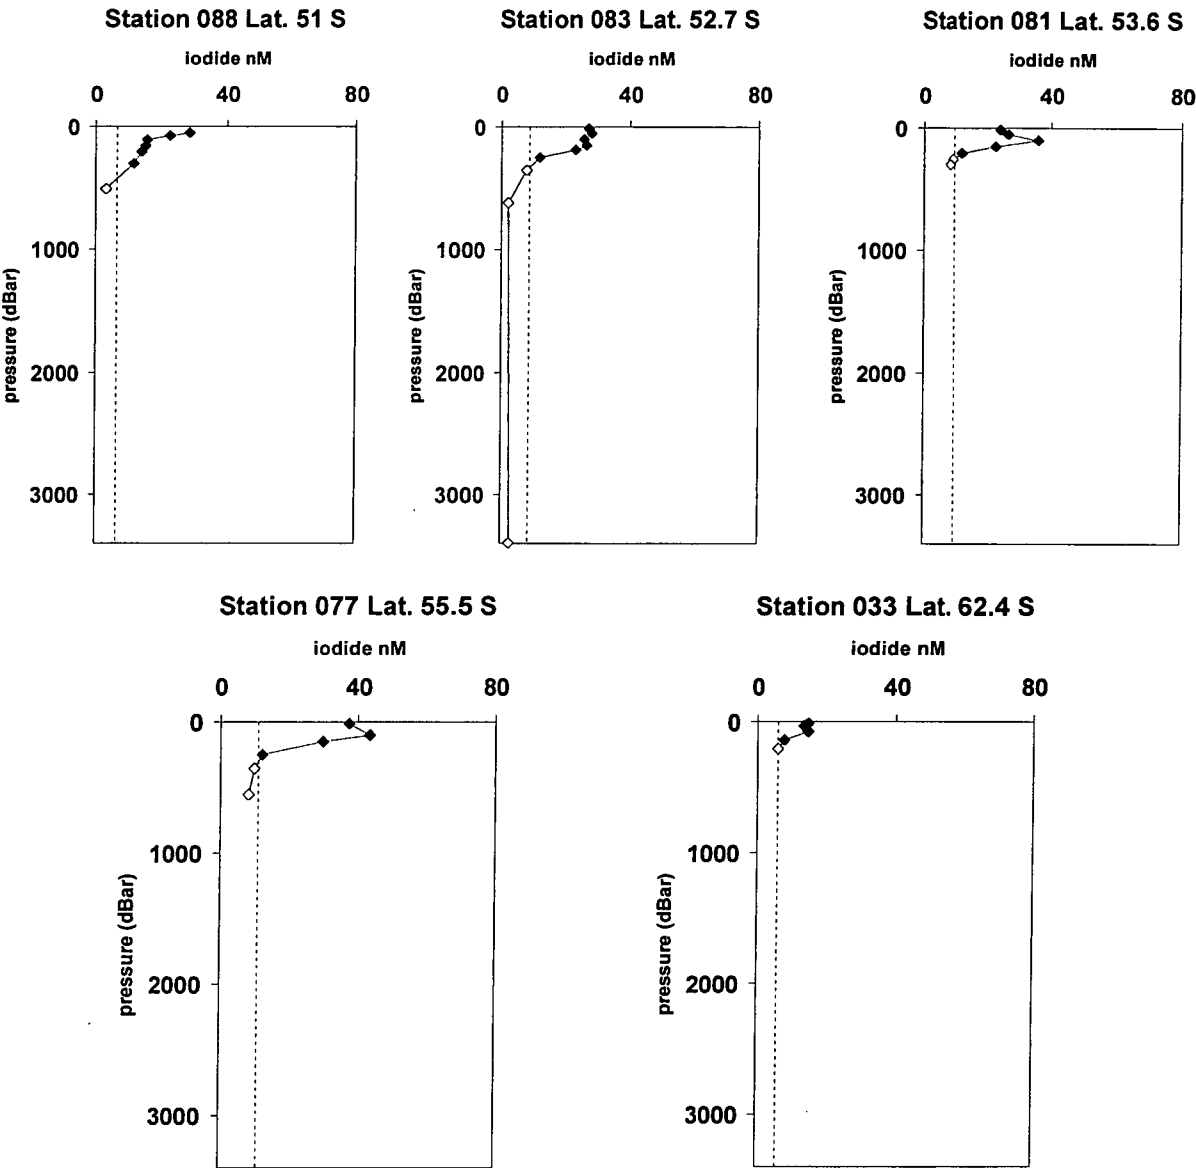 Station 088 Lat. 51 S
iodide nM
0 40 80
0
1000
2000
3000
pressure (dBar)
Station 083 Lat. 52.7 S
iodide nM
0 40 80
0
1000
2000
3000
pressure (dBar)
Station 081 Lat. 53.6 S
iodide nM
0 40 80
0
1000
2000
3000
pressure (dBar)
Station 077 Lat. 55.5 S
iodide nM
0 40 80
0
1000
2000
3000
pressure (dBar)
Station 033 Lat. 62.4 S
iodide nM
0 40 80
0
1000
2000
3000
pressure (dBar)